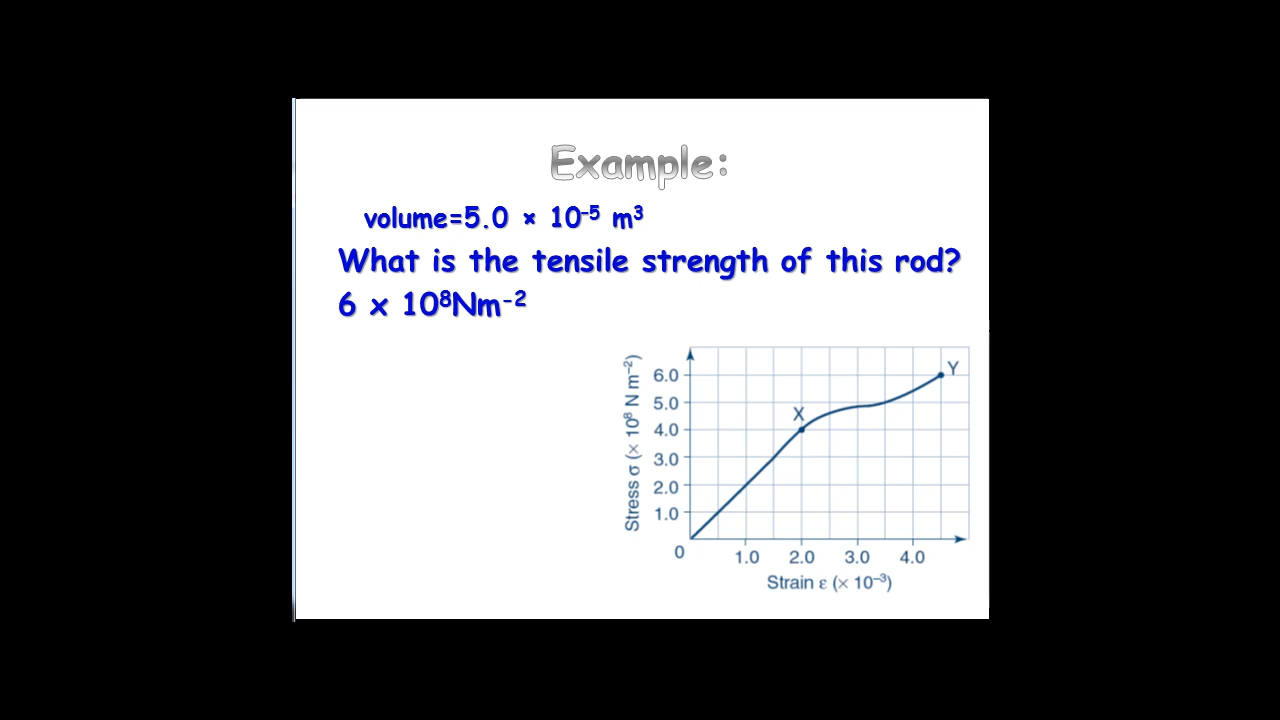 Example:
volume=5.0 × 10⁻⁵ m³
What is the tensile strength of this rod?
6 x 10⁸Nm⁻²
Stress σ (× 10⁸ N m⁻²)
6.0
5.0
4.0
3.0
2.0
1.0
0
X
Y
1.0 2.0 3.0 4.0
Strain ε (× 10⁻³)